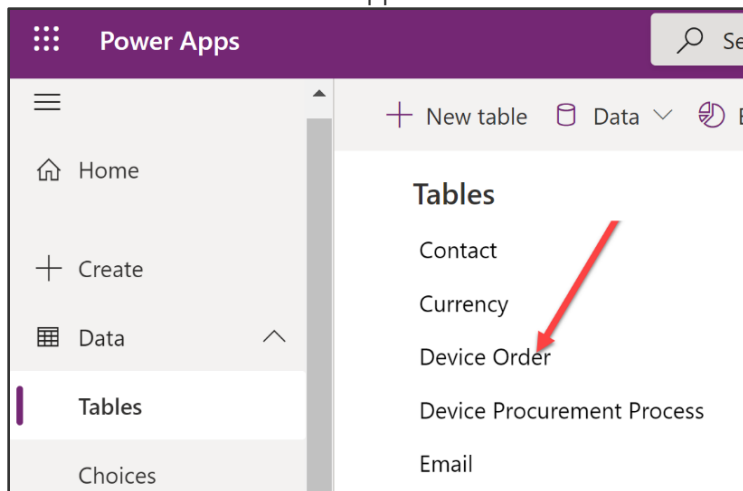 Power Apps
Se
New table
Data
Home
Tables
Contact
Create
Currency
Data
Device Order
Tables
Device Procurement Process
Email
Choices